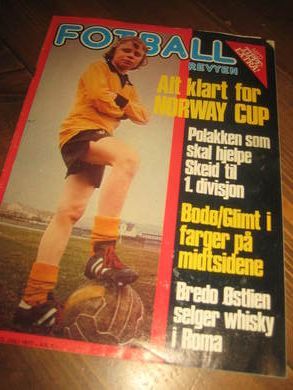 FOTBALL
REVYEN
Alt klart for
NORWAY CUP
Polakken som
skal hjelpe
Skeid til
1. divisjon
Bodø/Glimt i
farger på
midtsidene
Bredo Østlien
selger whisky
i Roma